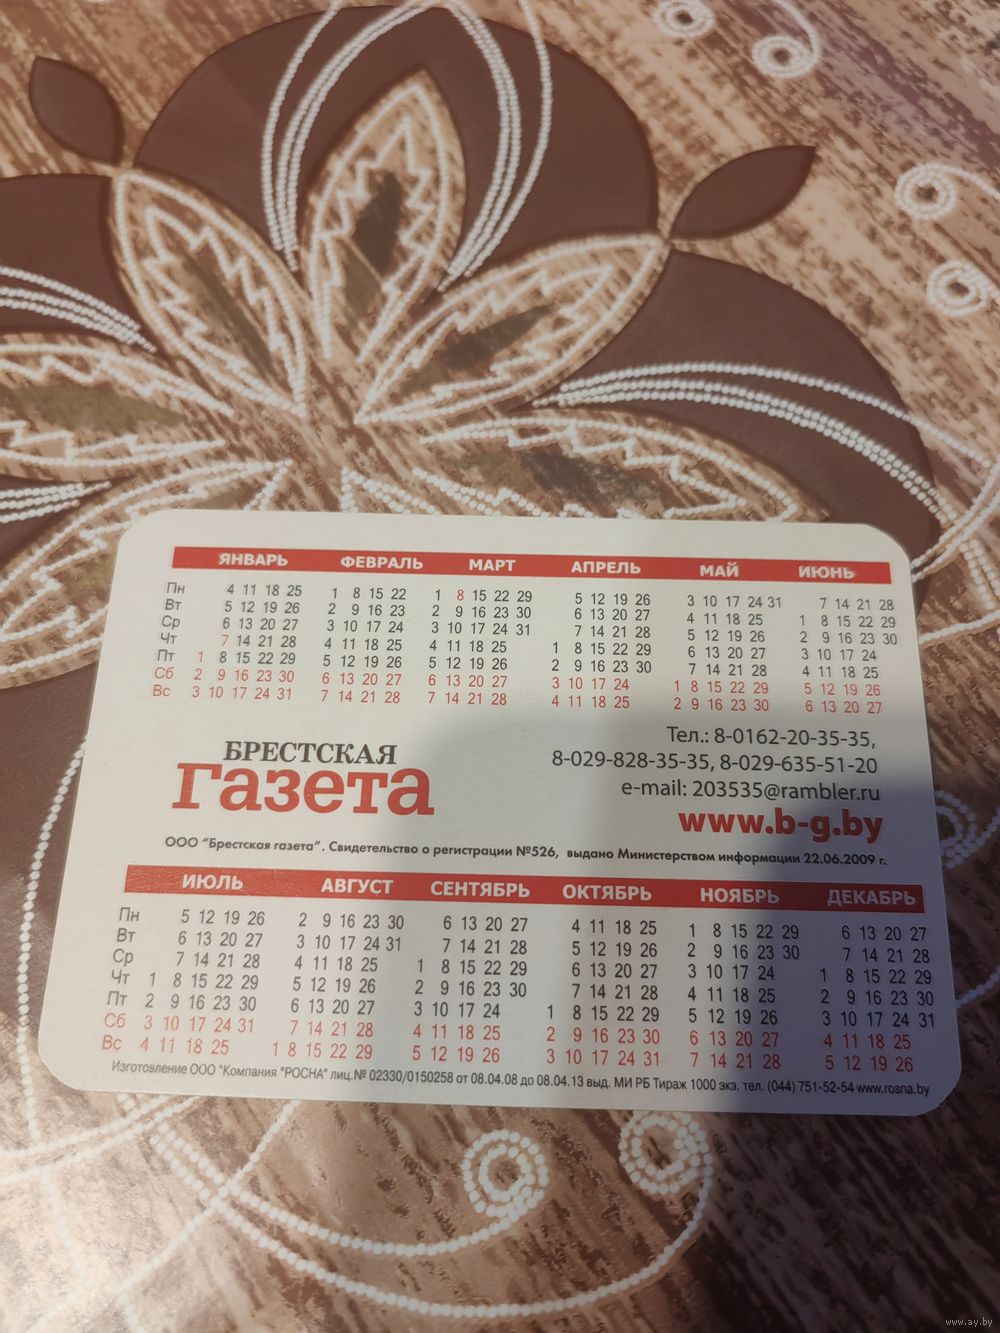 ЯНВАРЬ ФЕВРАЛЬ МАРТ АПРЕЛЬ МАЙ ИЮНЬ
Пн 4 11 18 25 1 8 15 22 1 8 15 22 29 5 12 19 26 3 10 17 24 31 7 14 21 28
Вт 5 12 19 26 2 9 16 23 2 9 16 23 30 6 13 20 27 4 11 18 25 1 8 15 22 29
Ср 6 13 20 27 3 10 17 24 3 10 17 24 31 7 14 21 28 5 12 19 26 2 9 16 23 30
Чт 7 14 21 28 4 11 18 25 4 11 18 25 1 8 15 22 29 6 13 20 27 3 10 17 24
Пт 1 8 15 22 29 5 12 19 26 5 12 19 26 2 9 16 23 30 7 14 21 28 4 11 18 25
Сб 2 9 16 23 30 6 13 20 27 6 13 20 27 3 10 17 24 1 8 15 22 29 5 12 19 26
Вс 3 10 17 24 31 7 14 21 28 7 14 21 28 4 11 18 25 2 9 16 23 30 6 13 20 27
БРЕСТСКАЯ
газета
Тел.: 8-0162-20-35-35,
8-029-828-35-35, 8-029-635-51-20
e-mail: 203535@rambler.ru
www.b-g.by
ООО "Брестская газета". Свидетельство о регистрации №526, выдано Министерством информации 22.06.2009 г.
ИЮЛЬ АВГУСТ СЕНТЯБРЬ ОКТЯБРЬ НОЯБРЬ ДЕКАБРЬ
Пн 5 12 19 26 2 9 16 23 30 6 13 20 27 4 11 18 25 1 8 15 22 29 6 13 20 27
Вт 6 13 20 27 3 10 17 24 31 7 14 21 28 5 12 19 26 2 9 16 23 30 7 14 21 28
Ср 7 14 21 28 4 11 18 25 1 8 15 22 29 6 13 20 27 3 10 17 24 1 8 15 22 29
Чт 1 8 15 22 29 5 12 19 26 2 9 16 23 30 7 14 21 28 4 11 18 25 2 9 16 23 30
Пт 2 9 16 23 30 6 13 20 27 3 10 17 24 1 8 15 22 29 5 12 19 26 3 10 17 24 31
Сб 3 10 17 24 31 7 14 21 28 4 11 18 25 2 9 16 23 30 6 13 20 27 4 11 18 25
Вс 4 11 18 25 1 8 15 22 29 5 12 19 26 3 10 17 24 31 7 14 21 28 5 12 19 26
Изготовление ООО "Компания "РОСНА" лиц.№ 02330/0150258 от 08.04.08 до 08.04.13 выд. МИ РБ Тираж 1000 экз. тел. (044) 751-52-54 www.rosna.by
www.ay.by